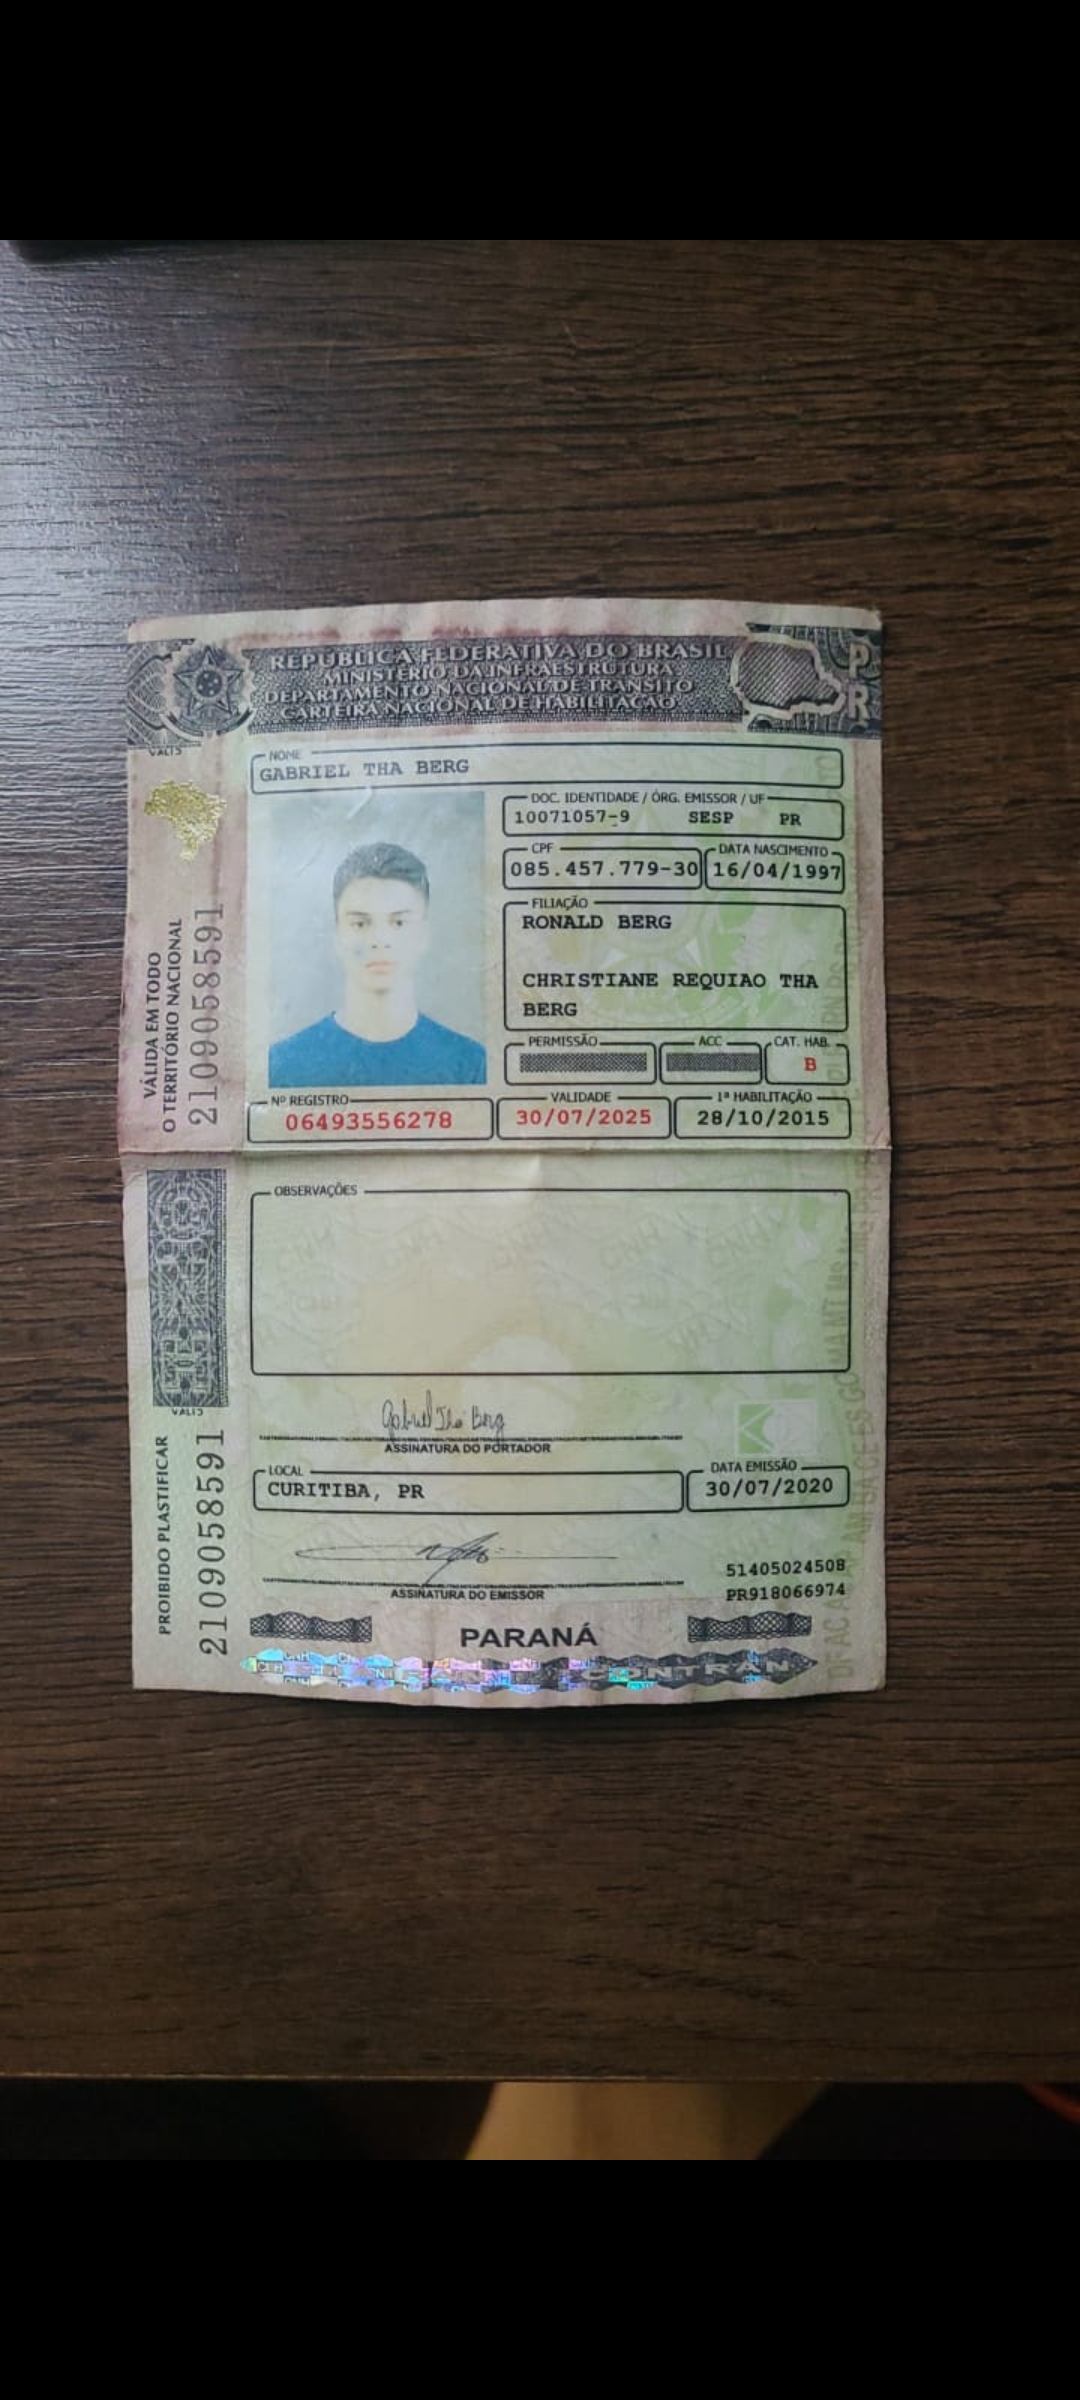 REPÚBLICA FEDERATIVA DO BRASIL
MINISTÉRIO DA INFRAESTRUTURA
DEPARTAMENTO NACIONAL DE TRÂNSITO
CARTEIRA NACIONAL DE HABILITAÇÃO
PR
NOME
GABRIEL THA BERG
DOC. IDENTIDADE / ÓRG. EMISSOR / UF
10071057-9 SESP PR
CPF
085.457.779-30
DATA NASCIMENTO
16/04/1997
FILIAÇÃO
RONALD BERG
CHRISTIANE REQUIAO THA
BERG
PERMISSÃO
ACC
CAT. HAB.
B
Nº REGISTRO
06493556278
VALIDADE
30/07/2025
1ª HABILITAÇÃO
28/10/2015
VÁLIDA EM TODO
O TERRITÓRIO NACIONAL
2109058591
OBSERVAÇÕES
Gabriel Tha Berg
ASSINATURA DO PORTADOR
LOCAL
CURITIBA, PR
DATA EMISSÃO
30/07/2020
ASSINATURA DO EMISSOR
51405024508
PR918066974
PROIBIDO PLASTIFICAR
2109058591
PARANÁ
CONTRAN